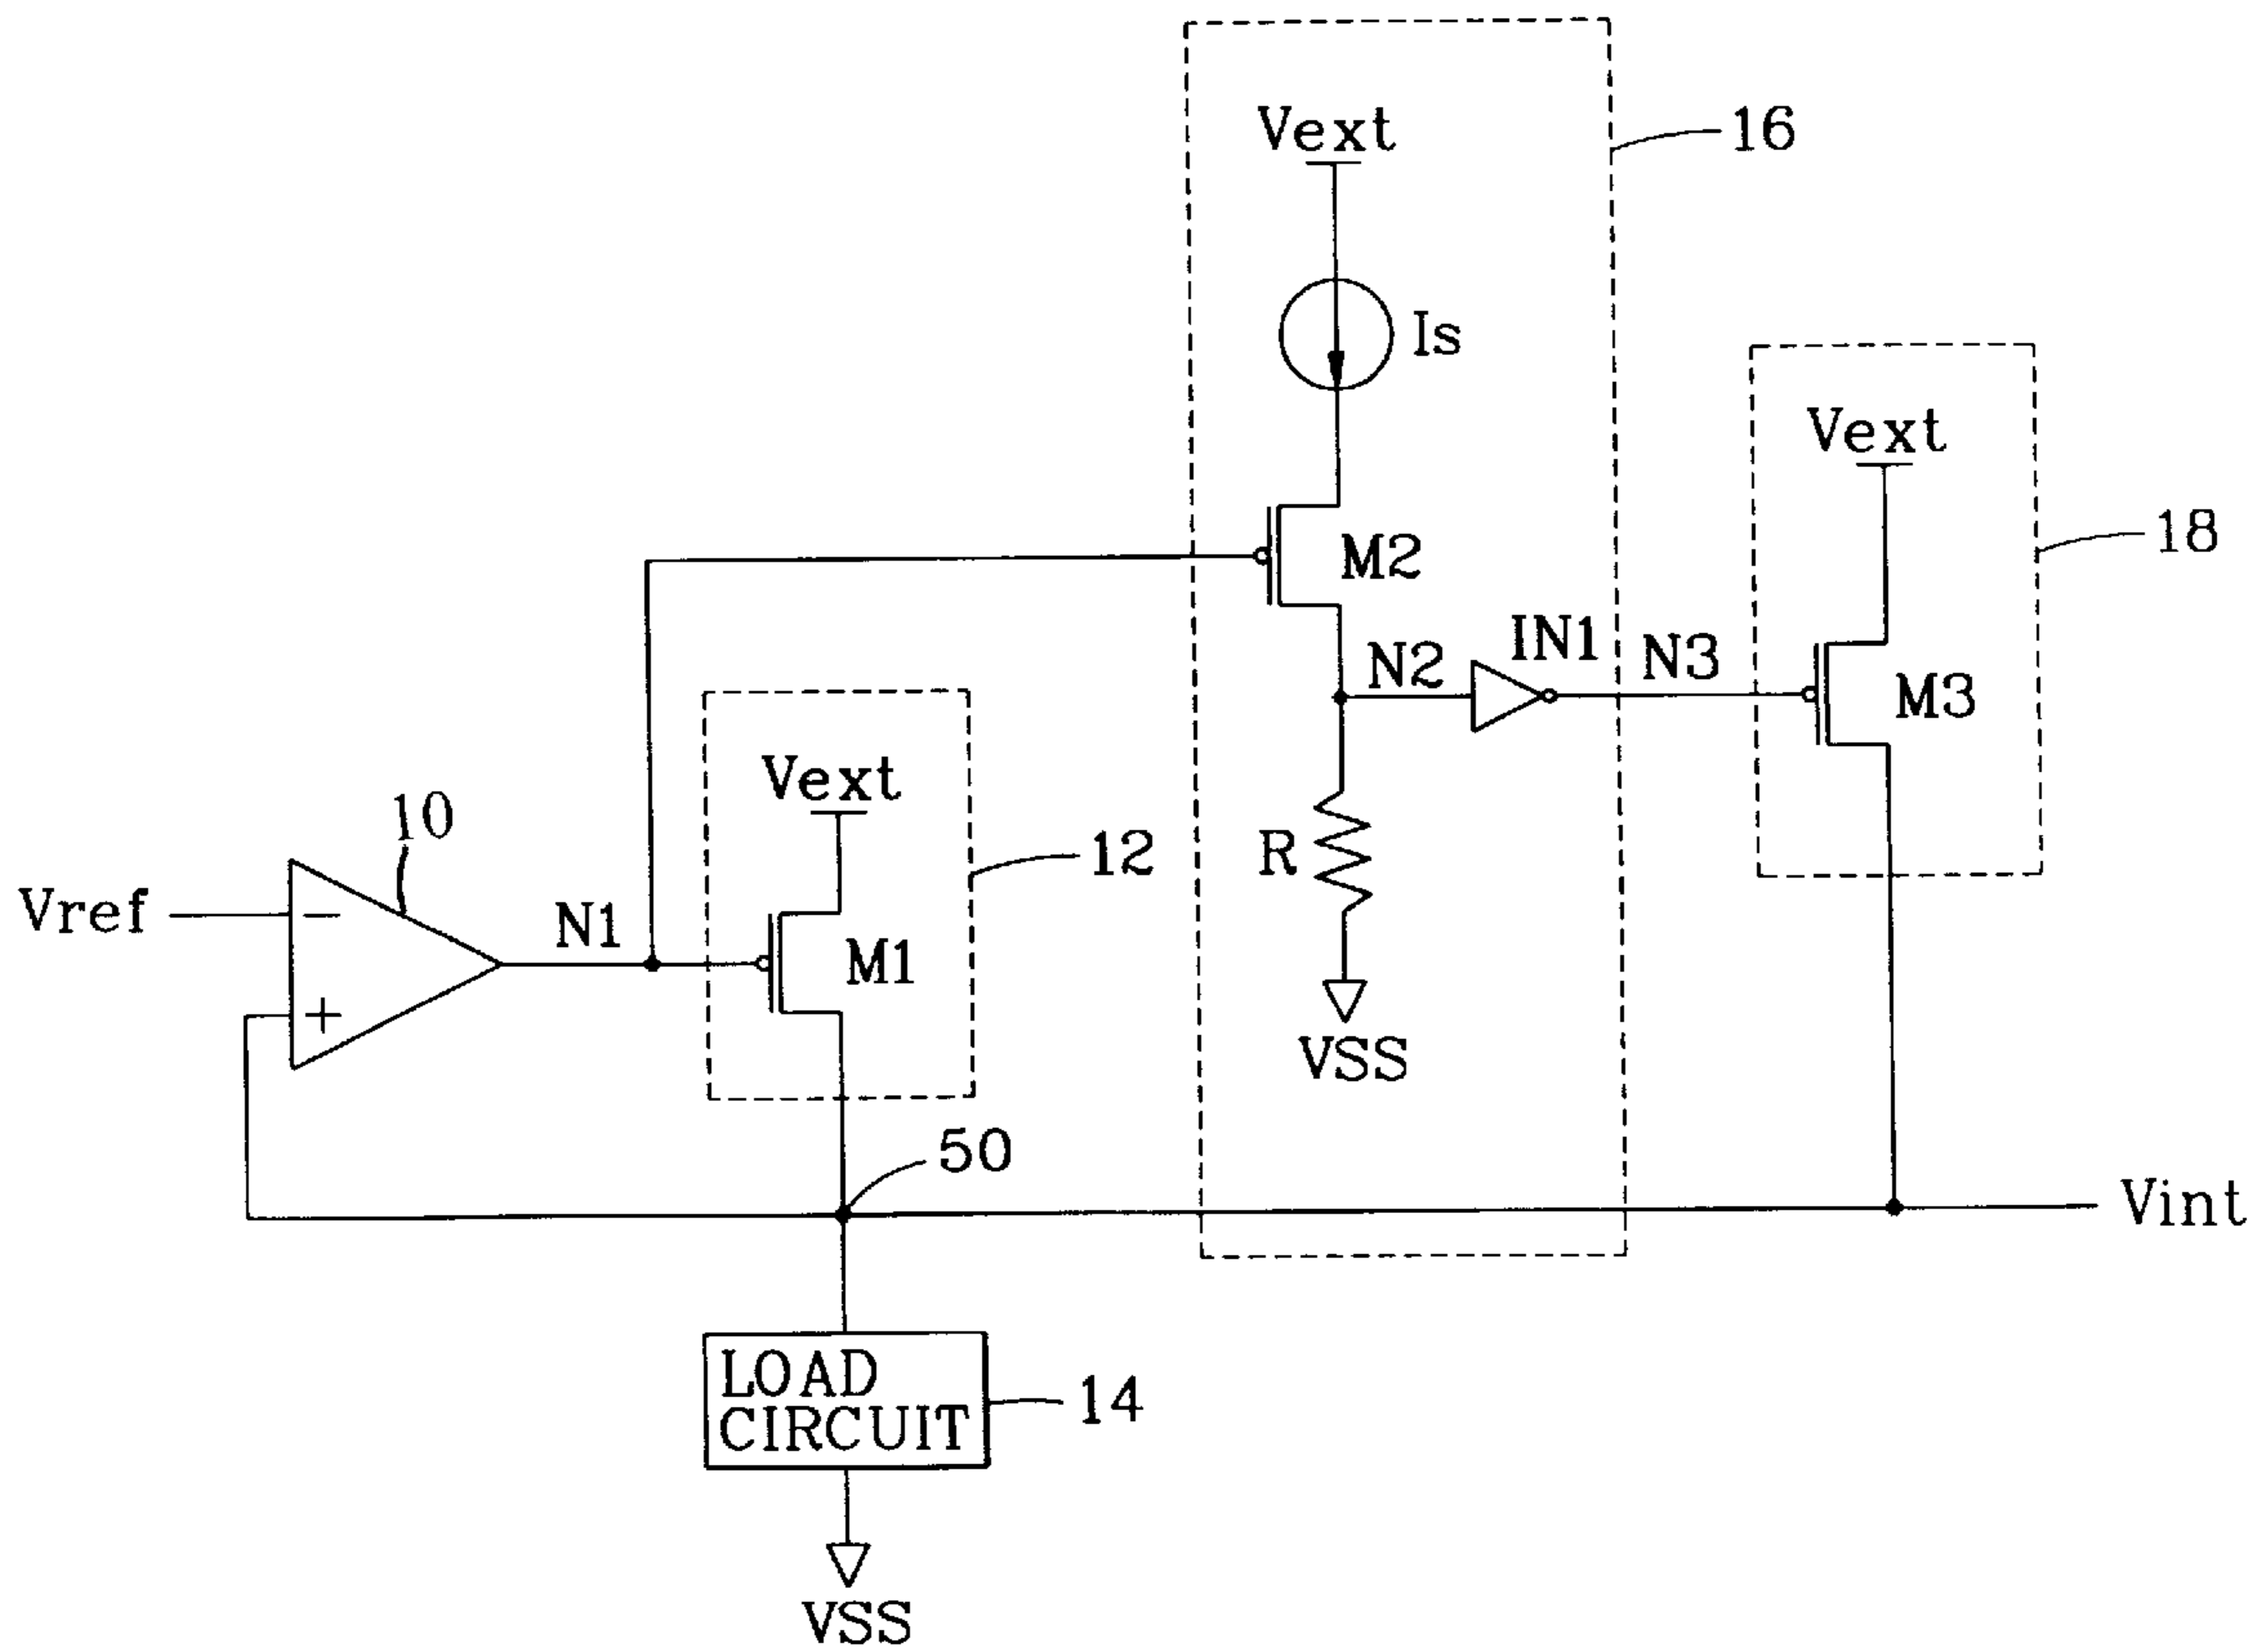 Vext
16
Is
Vext
18
M2
IN1
N3
N2
M3
Vext
10
12
R
Vref
−
N1
M1
+
VSS
50
Vint
LOAD
CIRCUIT
14
VSS